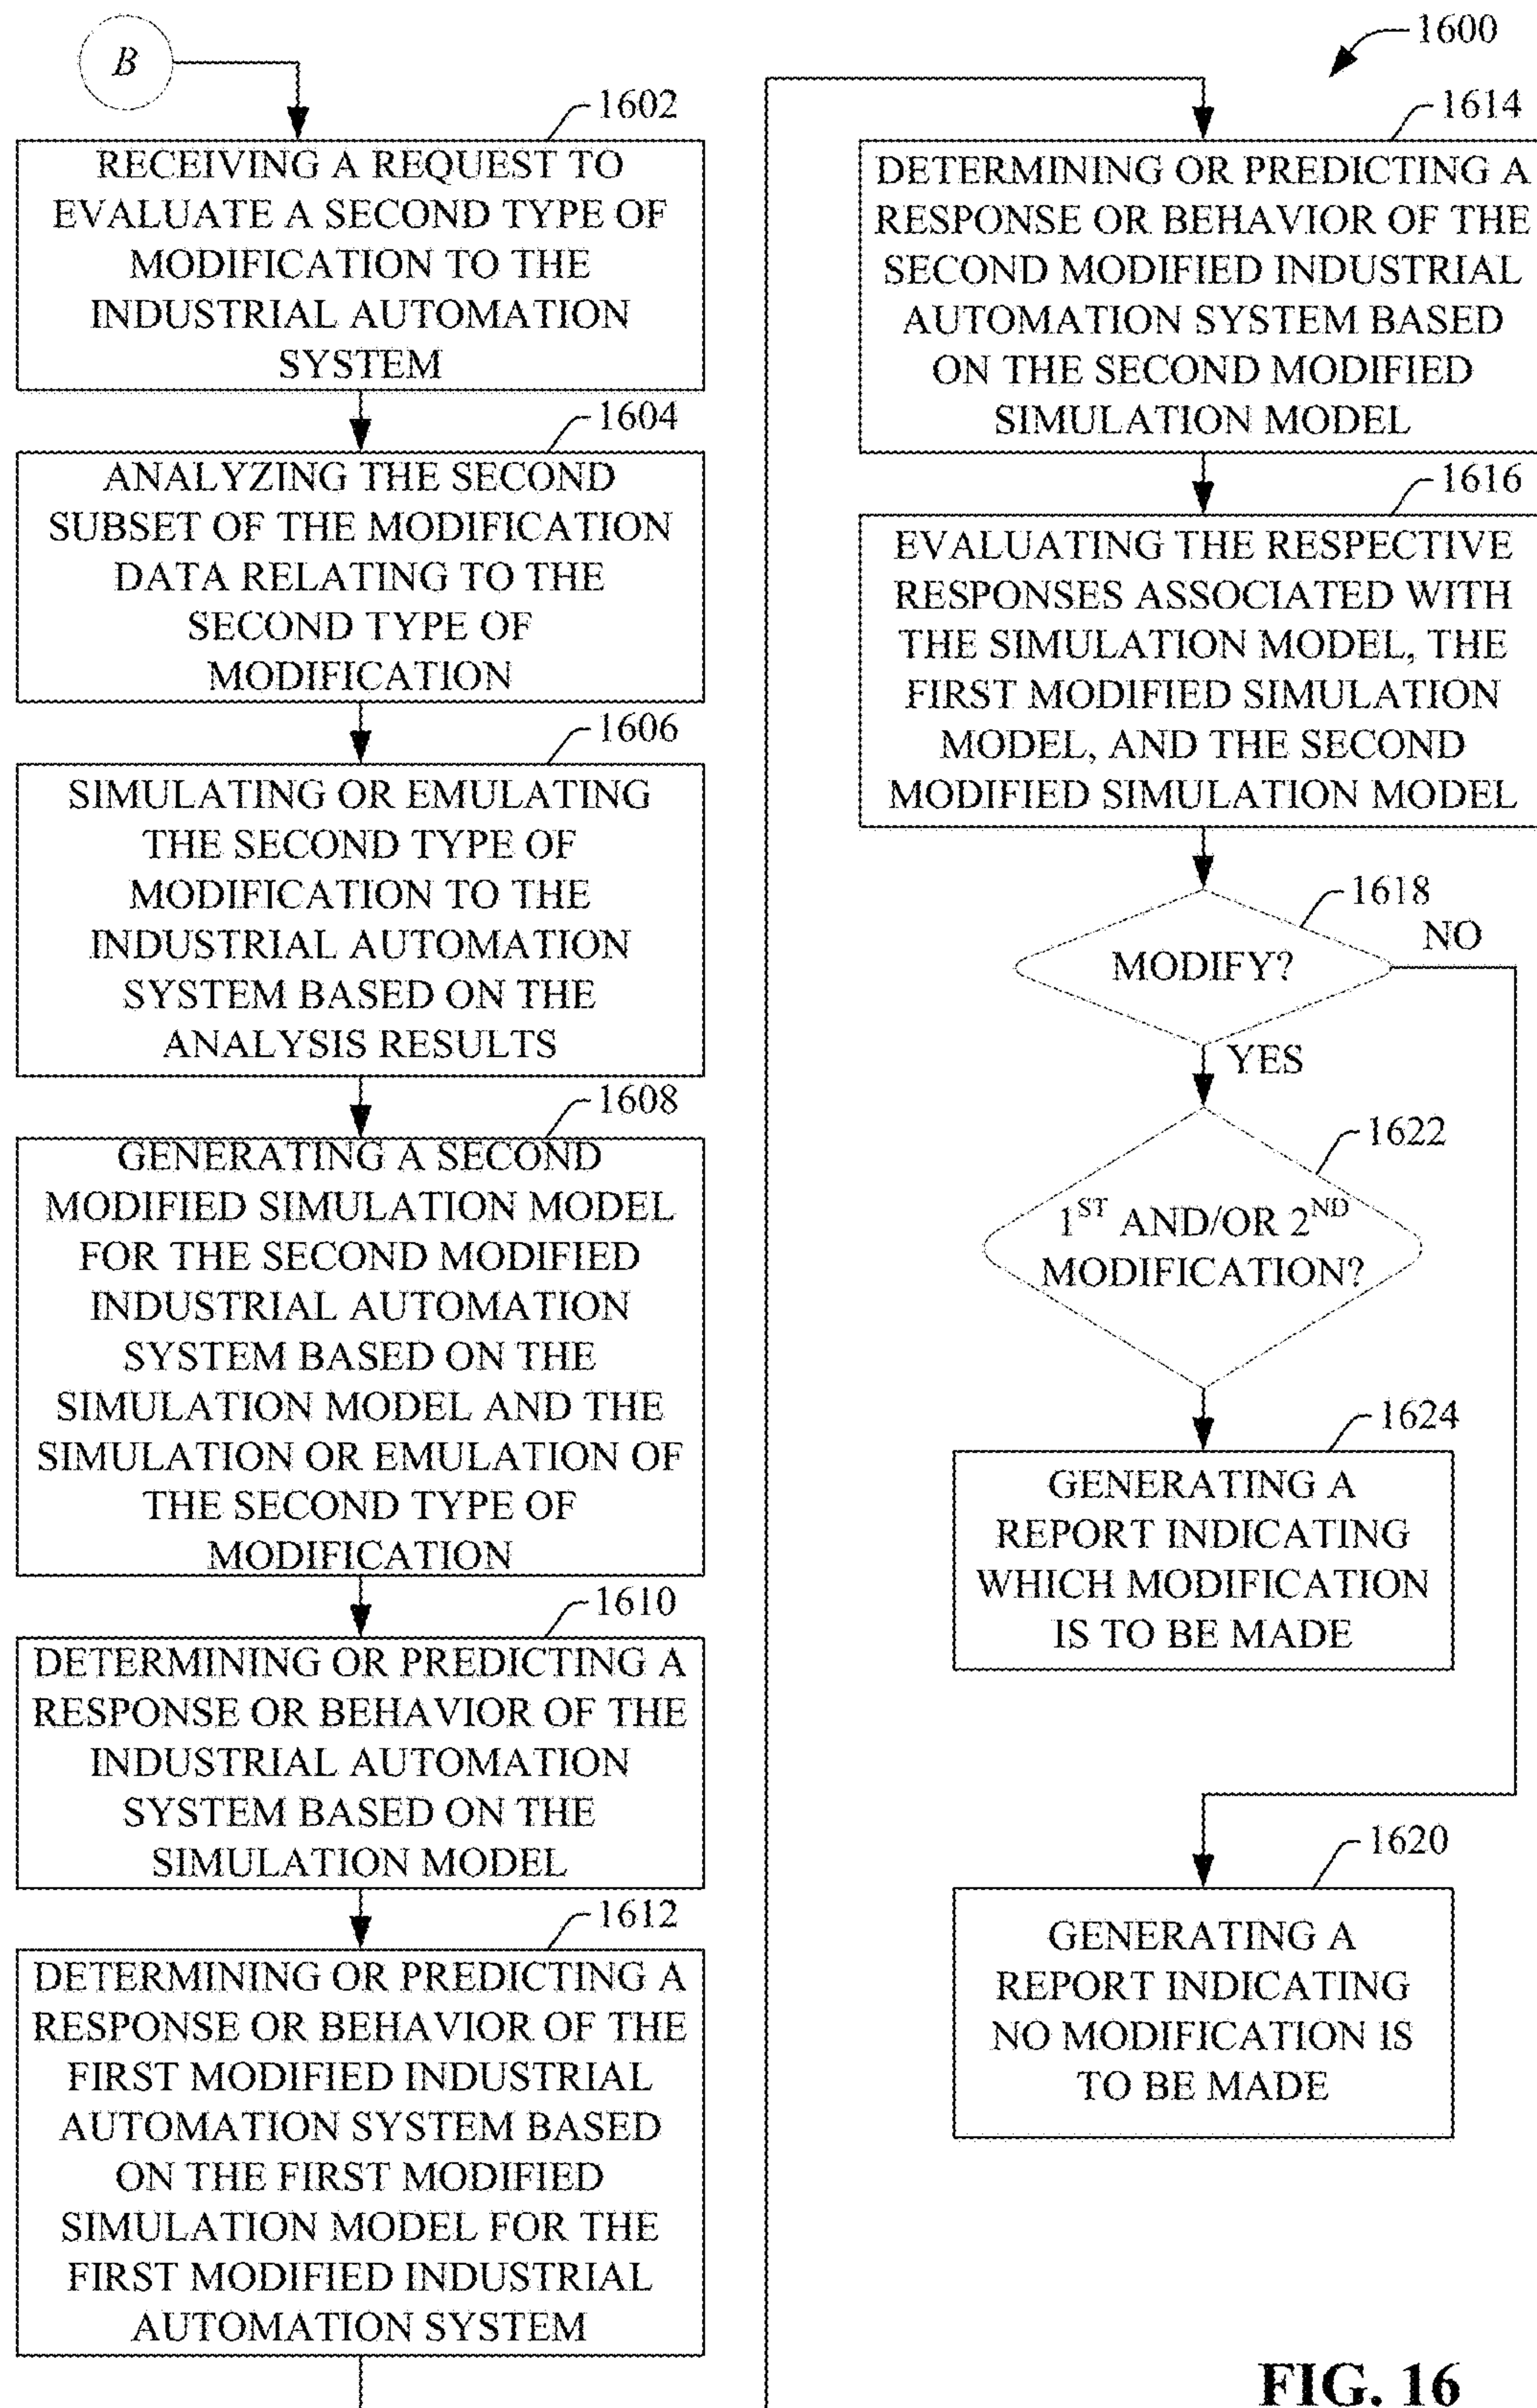 B
1602
RECEIVING A REQUEST TO
EVALUATE A SECOND TYPE OF
MODIFICATION TO THE
INDUSTRIAL AUTOMATION
SYSTEM
1604
ANALYZING THE SECOND
SUBSET OF THE MODIFICATION
DATA RELATING TO THE
SECOND TYPE OF
MODIFICATION
1606
SIMULATING OR EMULATING
THE SECOND TYPE OF
MODIFICATION TO THE
INDUSTRIAL AUTOMATION
SYSTEM BASED ON THE
ANALYSIS RESULTS
1608
GENERATING A SECOND
MODIFIED SIMULATION MODEL
FOR THE SECOND MODIFIED
INDUSTRIAL AUTOMATION
SYSTEM BASED ON THE
SIMULATION MODEL AND THE
SIMULATION OR EMULATION OF
THE SECOND TYPE OF
MODIFICATION
1610
DETERMINING OR PREDICTING A
RESPONSE OR BEHAVIOR OF THE
INDUSTRIAL AUTOMATION
SYSTEM BASED ON THE
SIMULATION MODEL
1612
DETERMINING OR PREDICTING A
RESPONSE OR BEHAVIOR OF THE
FIRST MODIFIED INDUSTRIAL
AUTOMATION SYSTEM BASED
ON THE FIRST MODIFIED
SIMULATION MODEL FOR THE
FIRST MODIFIED INDUSTRIAL
AUTOMATION SYSTEM
1600
1614
DETERMINING OR PREDICTING A
RESPONSE OR BEHAVIOR OF THE
SECOND MODIFIED INDUSTRIAL
AUTOMATION SYSTEM BASED
ON THE SECOND MODIFIED
SIMULATION MODEL
1616
EVALUATING THE RESPECTIVE
RESPONSES ASSOCIATED WITH
THE SIMULATION MODEL, THE
FIRST MODIFIED SIMULATION
MODEL, AND THE SECOND
MODIFIED SIMULATION MODEL
1618
MODIFY?
NO
YES
1622
1ST AND/OR 2ND
MODIFICATION?
1624
GENERATING A
REPORT INDICATING
WHICH MODIFICATION
IS TO BE MADE
1620
GENERATING A
REPORT INDICATING
NO MODIFICATION IS
TO BE MADE
FIG. 16